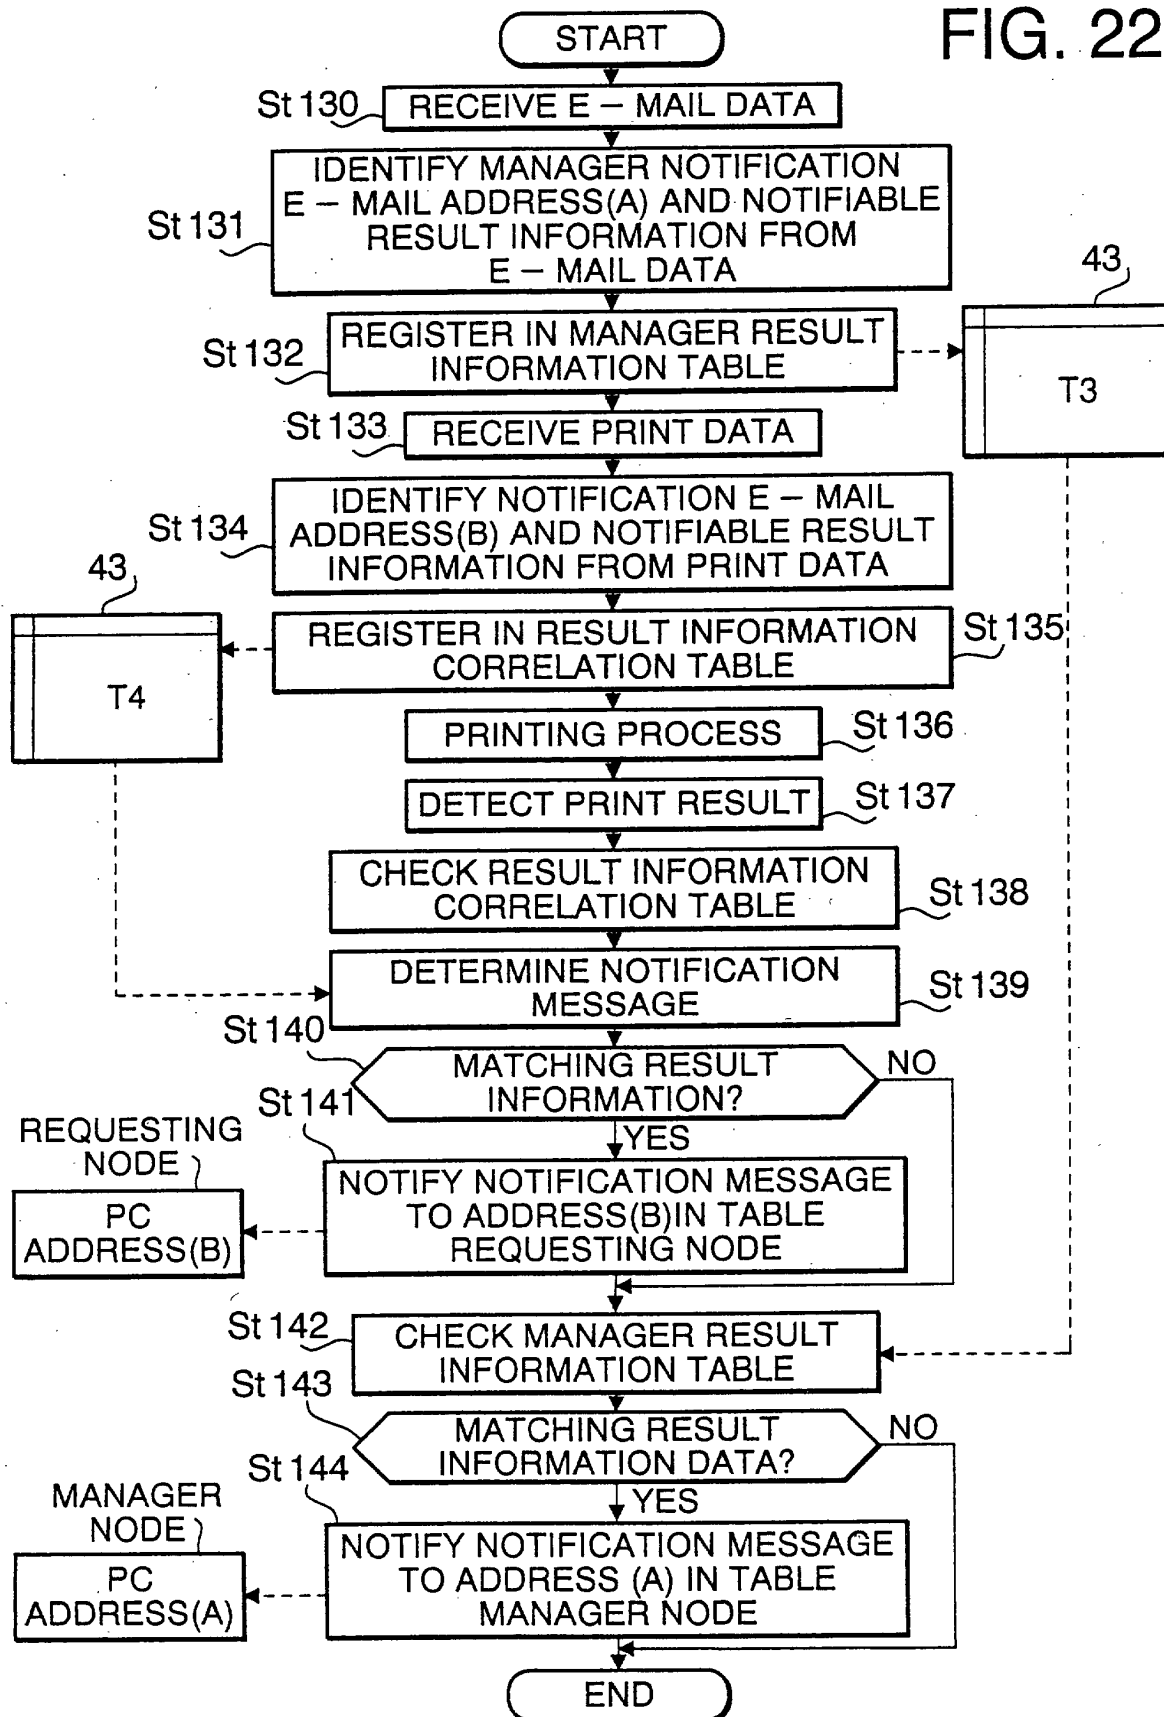 FIG. 22
START
St 130
RECEIVE E – MAIL DATA
St 131
IDENTIFY MANAGER NOTIFICATION
E – MAIL ADDRESS(A) AND NOTIFIABLE
RESULT INFORMATION FROM
E – MAIL DATA
43
St 132
REGISTER IN MANAGER RESULT
INFORMATION TABLE
T3
St 133
RECEIVE PRINT DATA
St 134
IDENTIFY NOTIFICATION E – MAIL
ADDRESS(B) AND NOTIFIABLE RESULT
INFORMATION FROM PRINT DATA
43
St 135
REGISTER IN RESULT INFORMATION
CORRELATION TABLE
T4
PRINTING PROCESS
St 136
DETECT PRINT RESULT
St 137
CHECK RESULT INFORMATION
CORRELATION TABLE
St 138
DETERMINE NOTIFICATION
MESSAGE
St 139
St 140
MATCHING RESULT
INFORMATION?
NO
YES
St 141
REQUESTING
NODE
NOTIFY NOTIFICATION MESSAGE
TO ADDRESS(B)IN TABLE
REQUESTING NODE
PC
ADDRESS(B)
St 142
CHECK MANAGER RESULT
INFORMATION TABLE
St 143
MATCHING RESULT
INFORMATION DATA?
NO
YES
St 144
MANAGER
NODE
NOTIFY NOTIFICATION MESSAGE
TO ADDRESS (A) IN TABLE
MANAGER NODE
PC
ADDRESS(A)
END